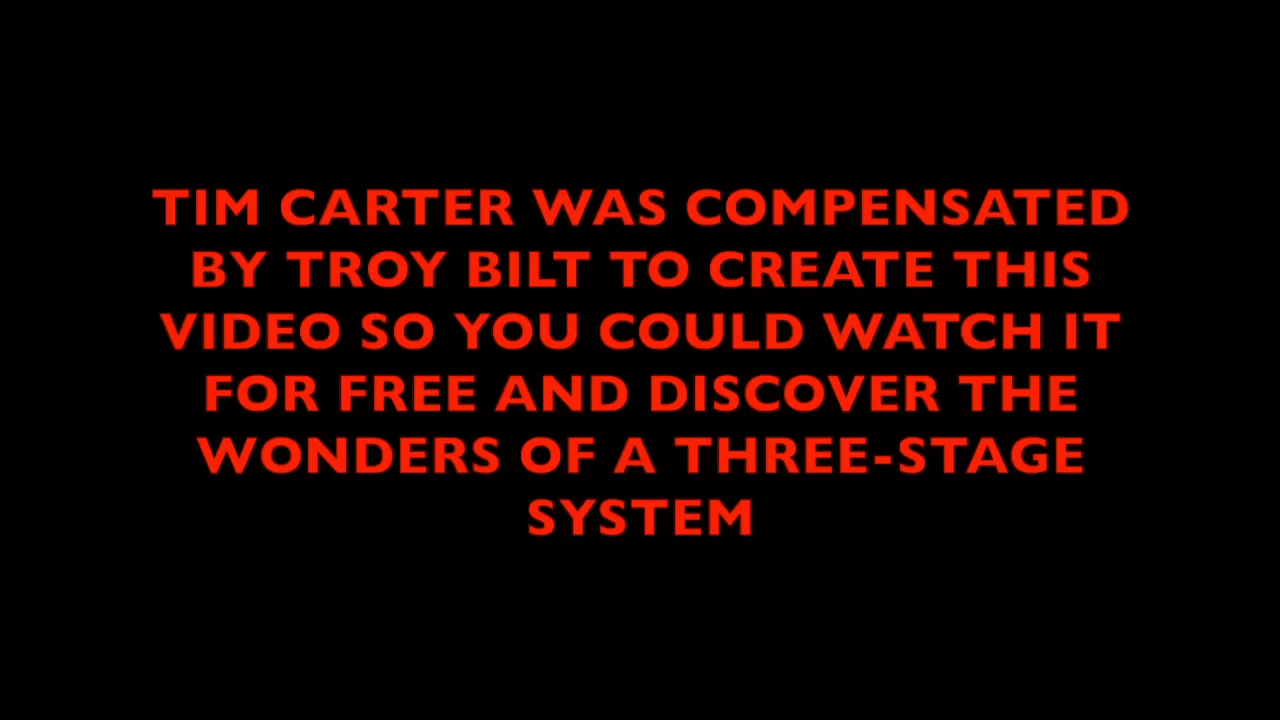 TIM CARTER WAS COMPENSATED
BY TROY BILT TO CREATE THIS
VIDEO SO YOU COULD WATCH IT
FOR FREE AND DISCOVER THE
WONDERS OF A THREE-STAGE
SYSTEM